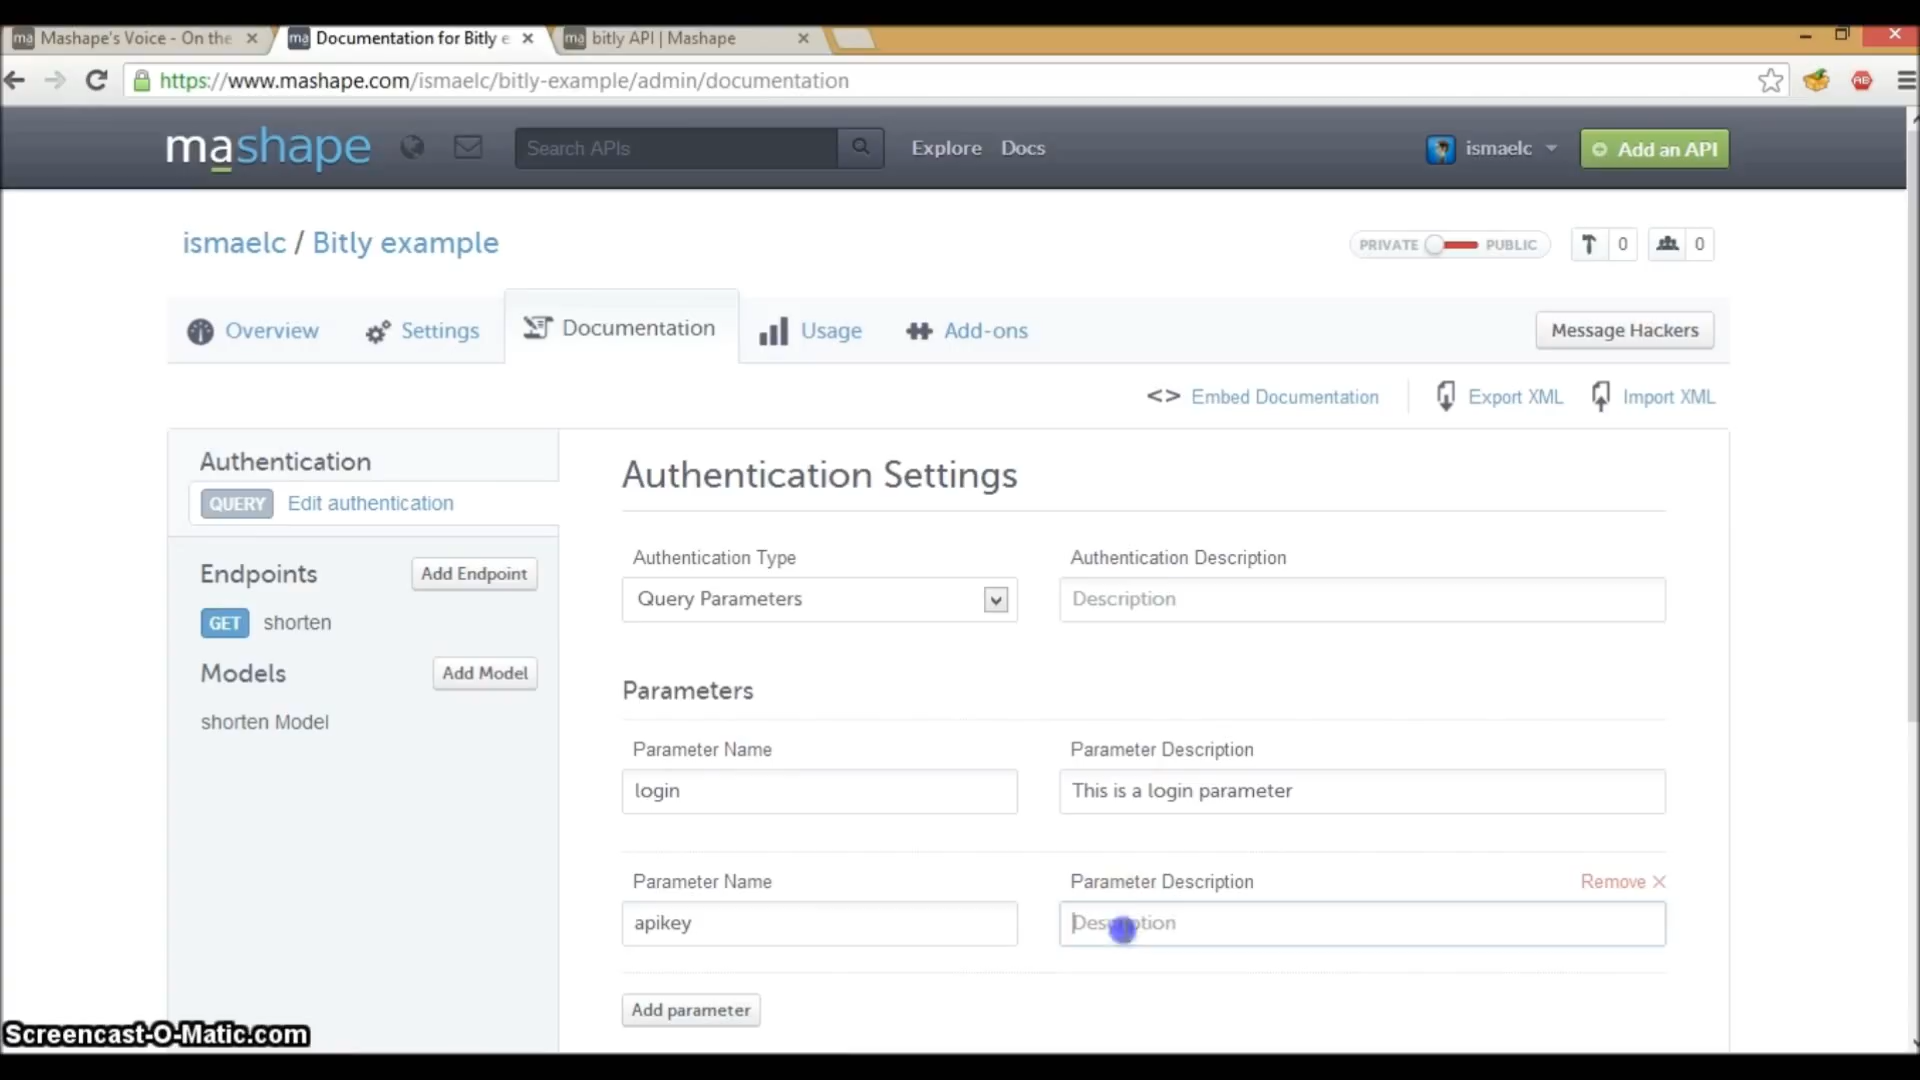 Mashape's Voice - On the
Documentation for Bitly e
bitly API | Mashape
https://www.mashape.com/ismaelc/bitly-example/admin/documentation
mashape
Search APIs
Explore
Docs
ismaelc
Add an API
ismaelc / Bitly example
PRIVATE
PUBLIC
0
0
Overview
Settings
Documentation
Usage
Add-ons
Message Hackers
<> Embed Documentation
Export XML
Import XML
Authentication
QUERY Edit authentication
Endpoints
Add Endpoint
GET shorten
Models
Add Model
shorten Model
Authentication Settings
Authentication Type
Authentication Description
Query Parameters
Description
Parameters
Parameter Name
Parameter Description
login
This is a login parameter
Parameter Name
Parameter Description
Remove ×
apikey
Description
Add parameter
Screencast-O-Matic.com